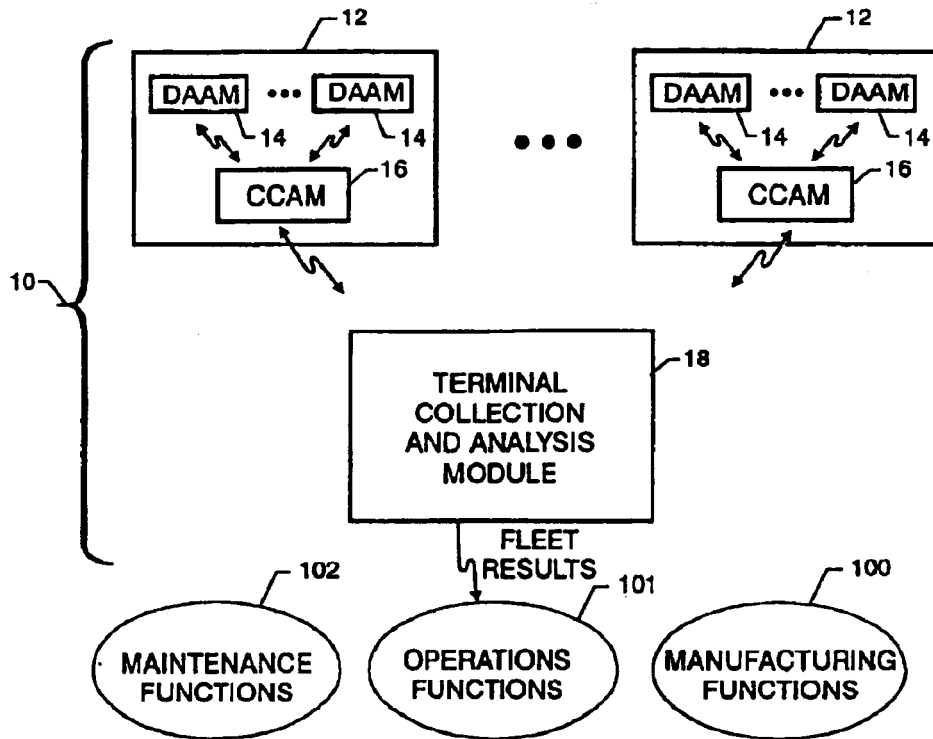 12
12
DAAM ••• DAAM
DAAM ••• DAAM
14
14
14
14
16
16
CCAM
CCAM
•••
10
18
TERMINAL
COLLECTION
AND ANALYSIS
MODULE
FLEET
RESULTS
102
101
100
MAINTENANCE
FUNCTIONS
OPERATIONS
FUNCTIONS
MANUFACTURING
FUNCTIONS